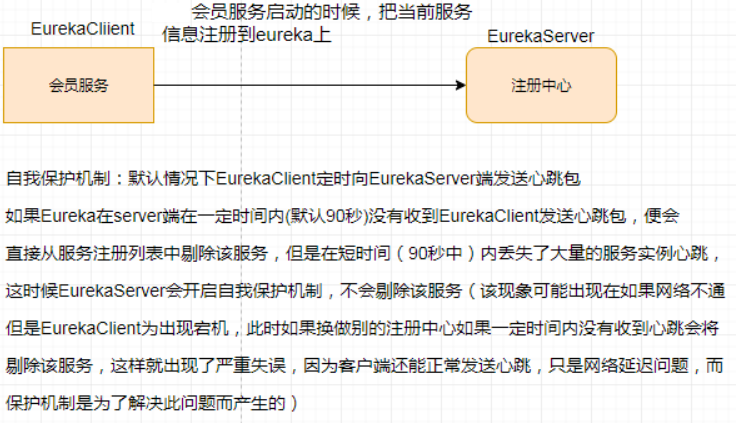 会员服务启动的时候，把当前服务
信息注册到eureka上
EurekaCliient
EurekaServer
会员服务
注册中心
自我保护机制：默认情况下EurekaClient定时向EurekaServer端发送心跳包
如果Eureka在server端在一定时间内(默认90秒)没有收到EurekaClient发送心跳包，便会
直接从服务注册列表中剔除该服务，但是在短时间（90秒中）内丢失了大量的服务实例心跳，
这时候EurekaServer会开启自我保护机制，不会剔除该服务（该现象可能出现在如果网络不通
但是EurekaClient为出现宕机，此时如果换做别的注册中心如果一定时间内没有收到心跳会将
剔除该服务，这样就出现了严重失误，因为客户端还能正常发送心跳，只是网络延迟问题，而
保护机制是为了解决此问题而产生的）